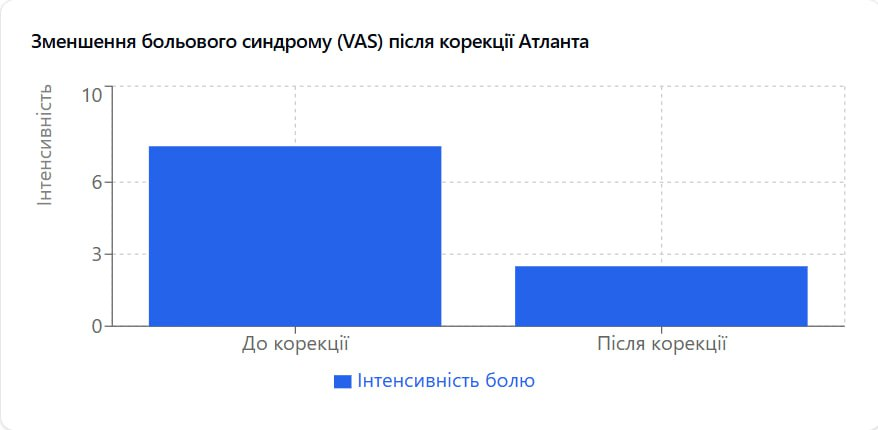 Зменшення больового синдрому (VAS) після корекції Атланта
Інтенсивність
10
6
3
0
До корекції
Після корекції
Інтенсивність болю